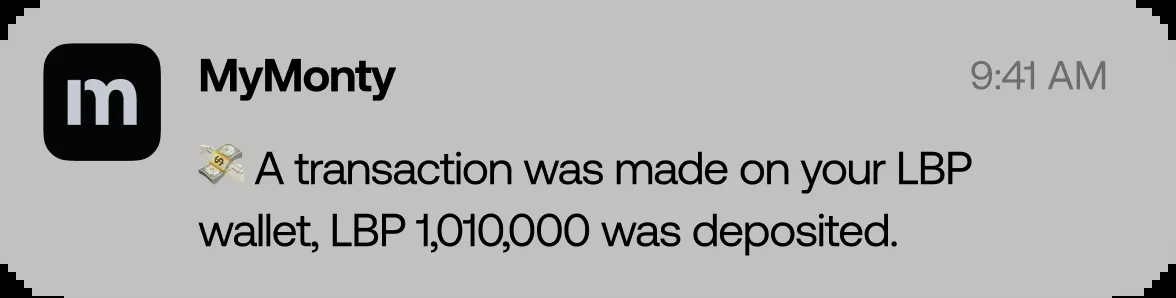 m
MyMonty
9:41 AM
💸 A transaction was made on your LBP
wallet, LBP 1,010,000 was deposited.